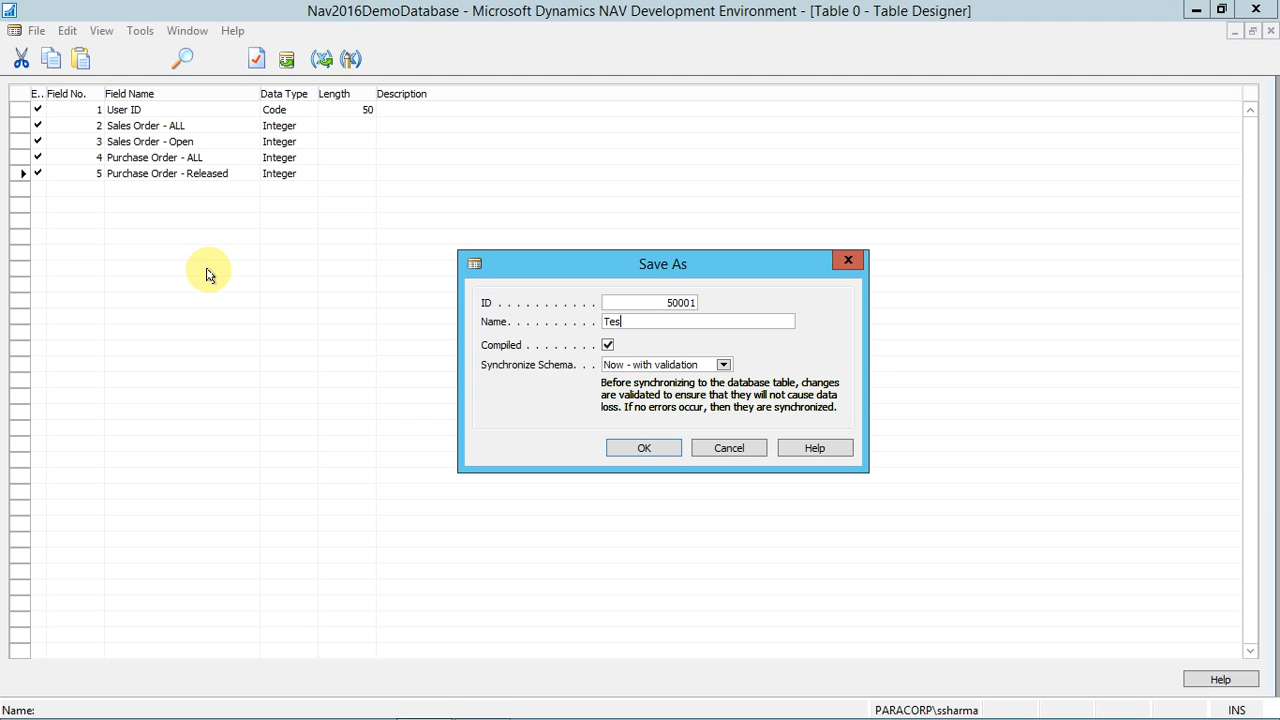 Nav2016DemoDatabase - Microsoft Dynamics NAV Development Environment - [Table 0 - Table Designer]
File Edit View Tools Window Help
E.. Field No. Field Name Data Type Length Description
1 User ID Code 50
2 Sales Order - ALL Integer
3 Sales Order - Open Integer
4 Purchase Order - ALL Integer
5 Purchase Order - Released Integer
Save As
ID . . . . . . . . . . . 50001
Name. . . . . . . . . . Tes
Compiled . . . . . . . .
Synchronize Schema. . . Now - with validation
Before synchronizing to the database table, changes
are validated to ensure that they will not cause data
loss. If no errors occur, then they are synchronized.
OK Cancel Help
Help
Name: PARACORP\ssharma INS